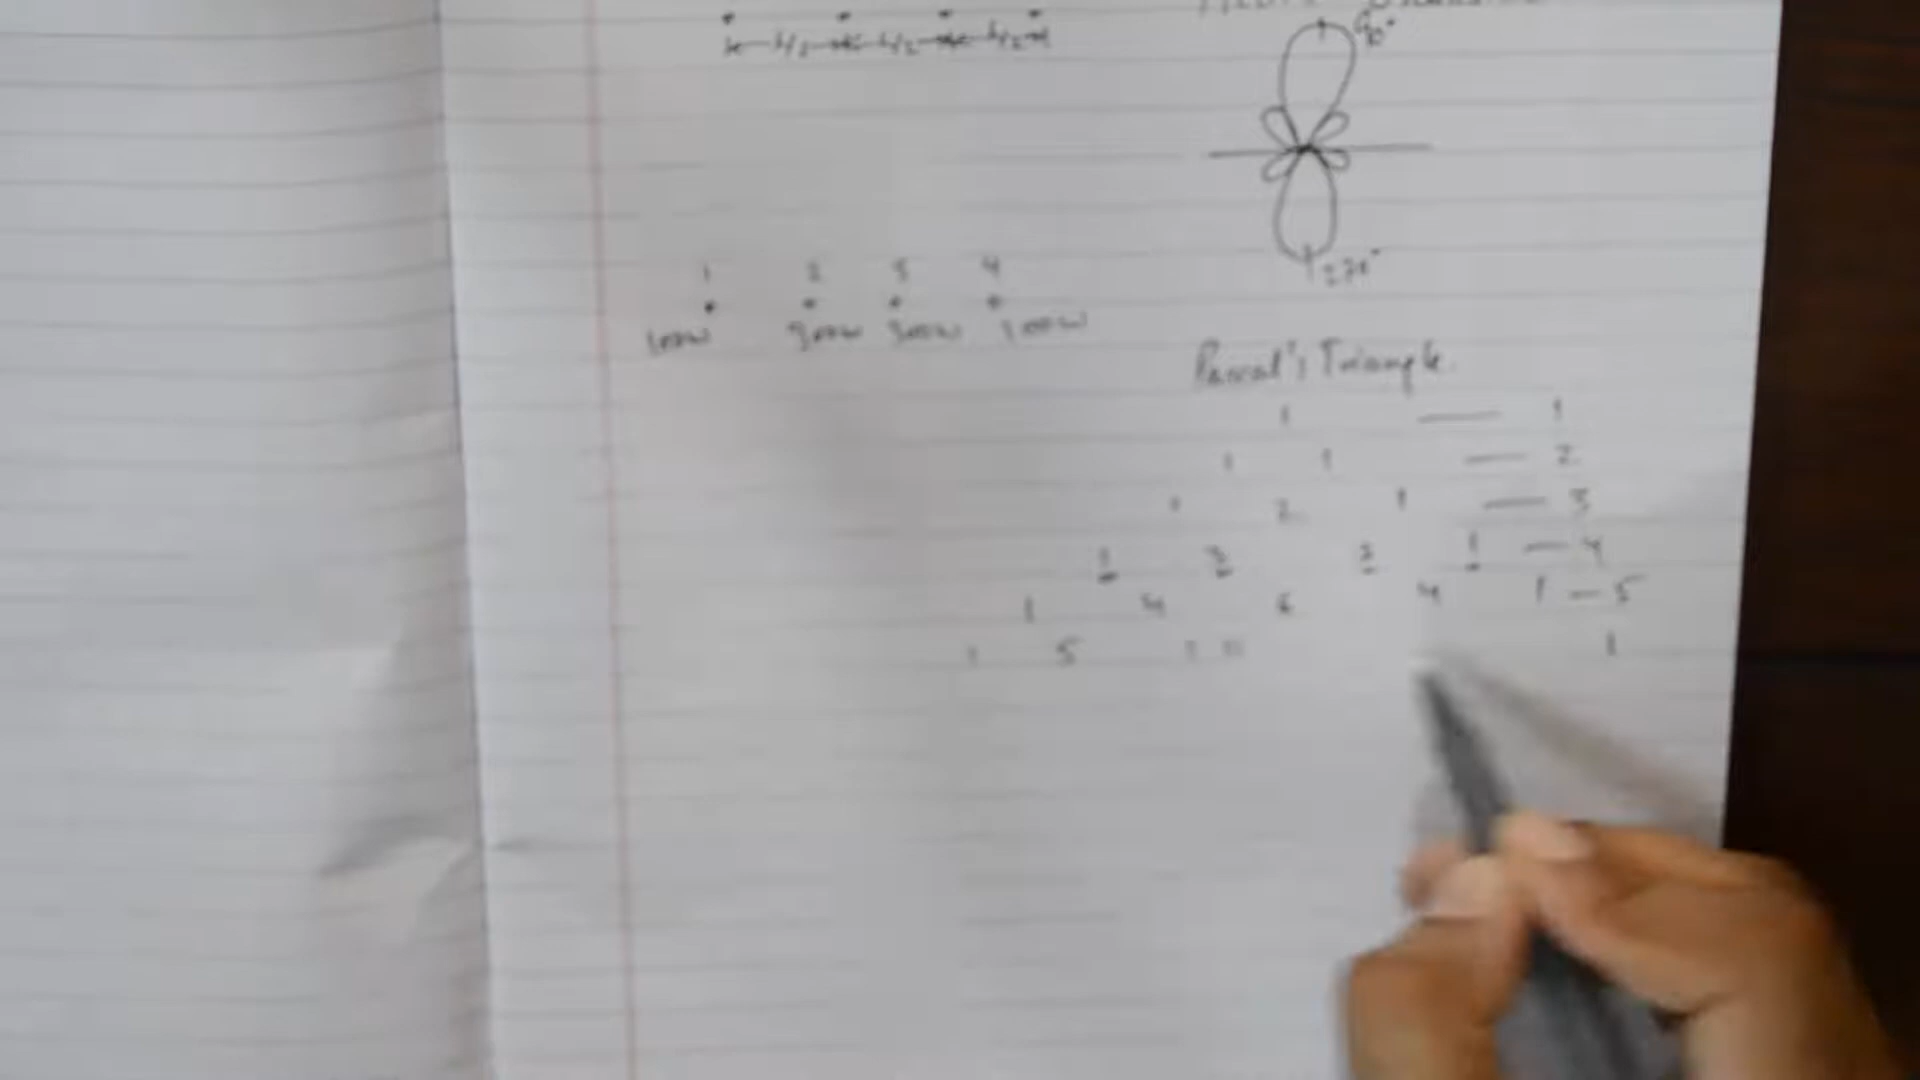 λ/2 λ/2 λ/2
90°
270°
1 2 3 4
100W 300W 300W 100W
Pascal's Triangle.
1 — 1
1 1 — 2
1 2 1 — 3
1 3 3 1 — 4
1 4 6 4 1 — 5
1 5 10 1